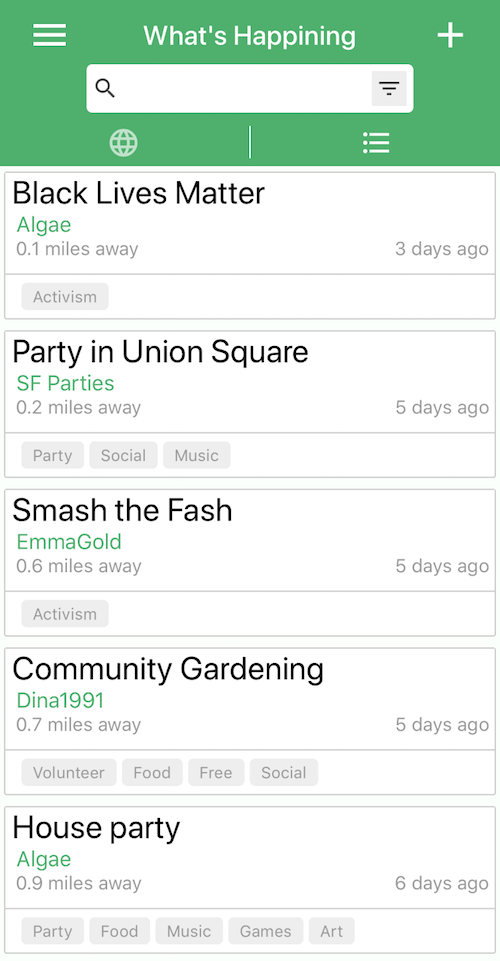 What's Happining
Black Lives Matter
Algae
0.1 miles away 3 days ago
Activism
Party in Union Square
SF Parties
0.2 miles away 5 days ago
Party Social Music
Smash the Fash
EmmaGold
0.6 miles away 5 days ago
Activism
Community Gardening
Dina1991
0.7 miles away 5 days ago
Volunteer Food Free Social
House party
Algae
0.9 miles away 6 days ago
Party Food Music Games Art